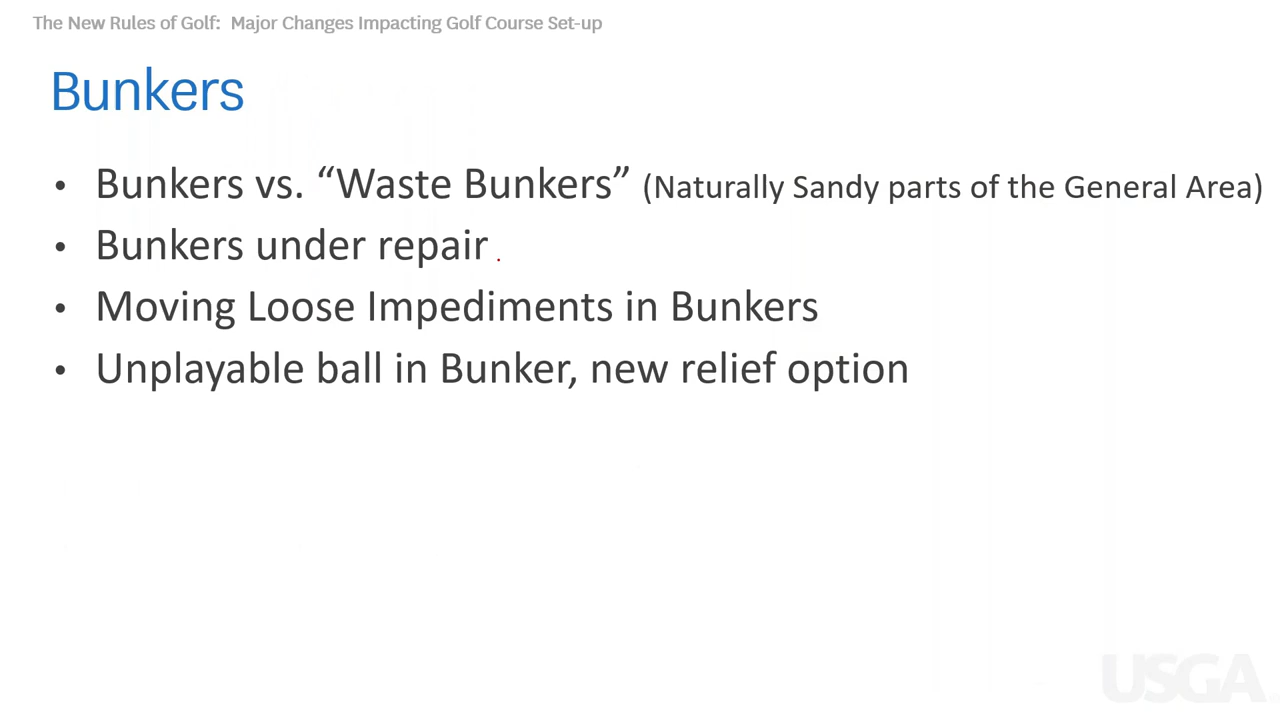 The New Rules of Golf: Major Changes Impacting Golf Course Set-up
Bunkers
• Bunkers vs. “Waste Bunkers” (Naturally Sandy parts of the General Area)
• Bunkers under repair
• Moving Loose Impediments in Bunkers
• Unplayable ball in Bunker, new relief option
USGA